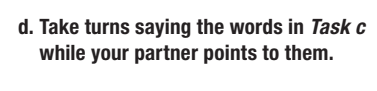 d. Take turns saying the words in Task c
while your partner points to them.